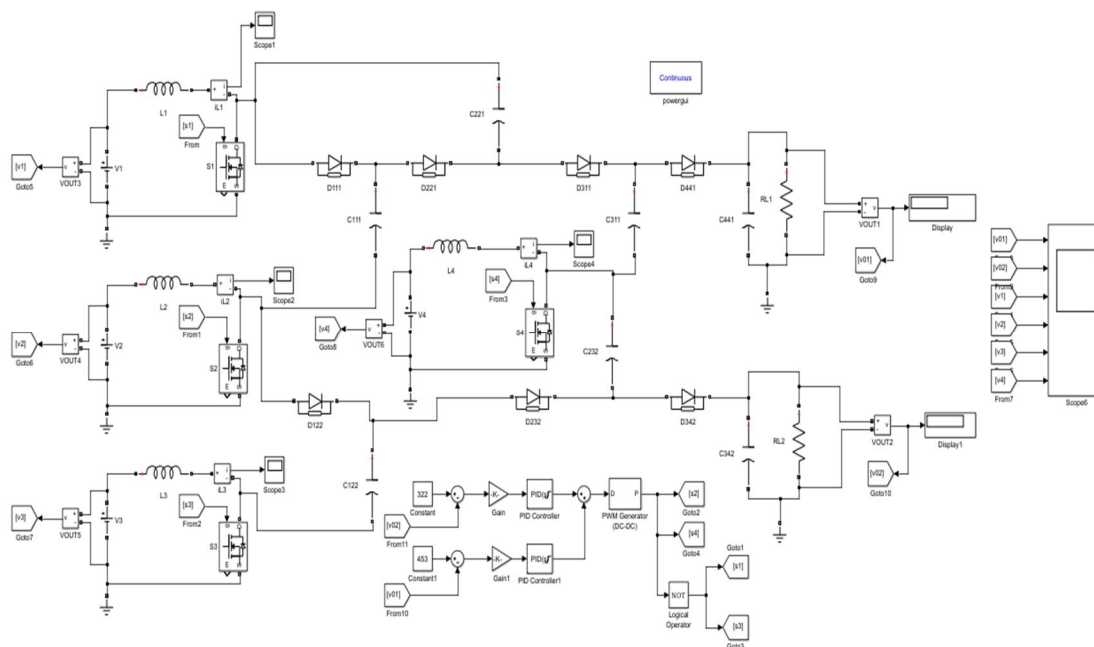 Scope1
Continuous
powergui
L1
iL1
C221
[s1]
From
[v1]
Goto5
VOUT3
V1
S1
D111
D221
D311
D441
C111
C311
C441
RL1
VOUT1
Display
[v01]
Goto9
L4
iL4
Scope4
[s4]
From3
[v4]
Goto8
VOUT6
V4
S4
C232
L2
iL2
Scope2
[s2]
From1
[v2]
Goto6
VOUT4
V2
S2
D122
D232
D342
C342
RL2
VOUT2
Display1
[v02]
Goto10
[v01]
[v02]
[v1]
[v2]
[v3]
[v4]
From7
Scope6
L3
iL3
Scope3
[s3]
From2
[v3]
Goto7
VOUT5
V3
S3
C122
322
Constant
[v02]
From11
-K-
Gain
PID(s)
PID Controller
D P
PWM Generator
(DC-DC)
[s2]
Goto2
[s4]
Goto4
453
Constant1
[v01]
From10
-K-
Gain1
PID(s)
PID Controller1
NOT
Logical
Operator
Goto1
[s1]
[s3]
Goto3